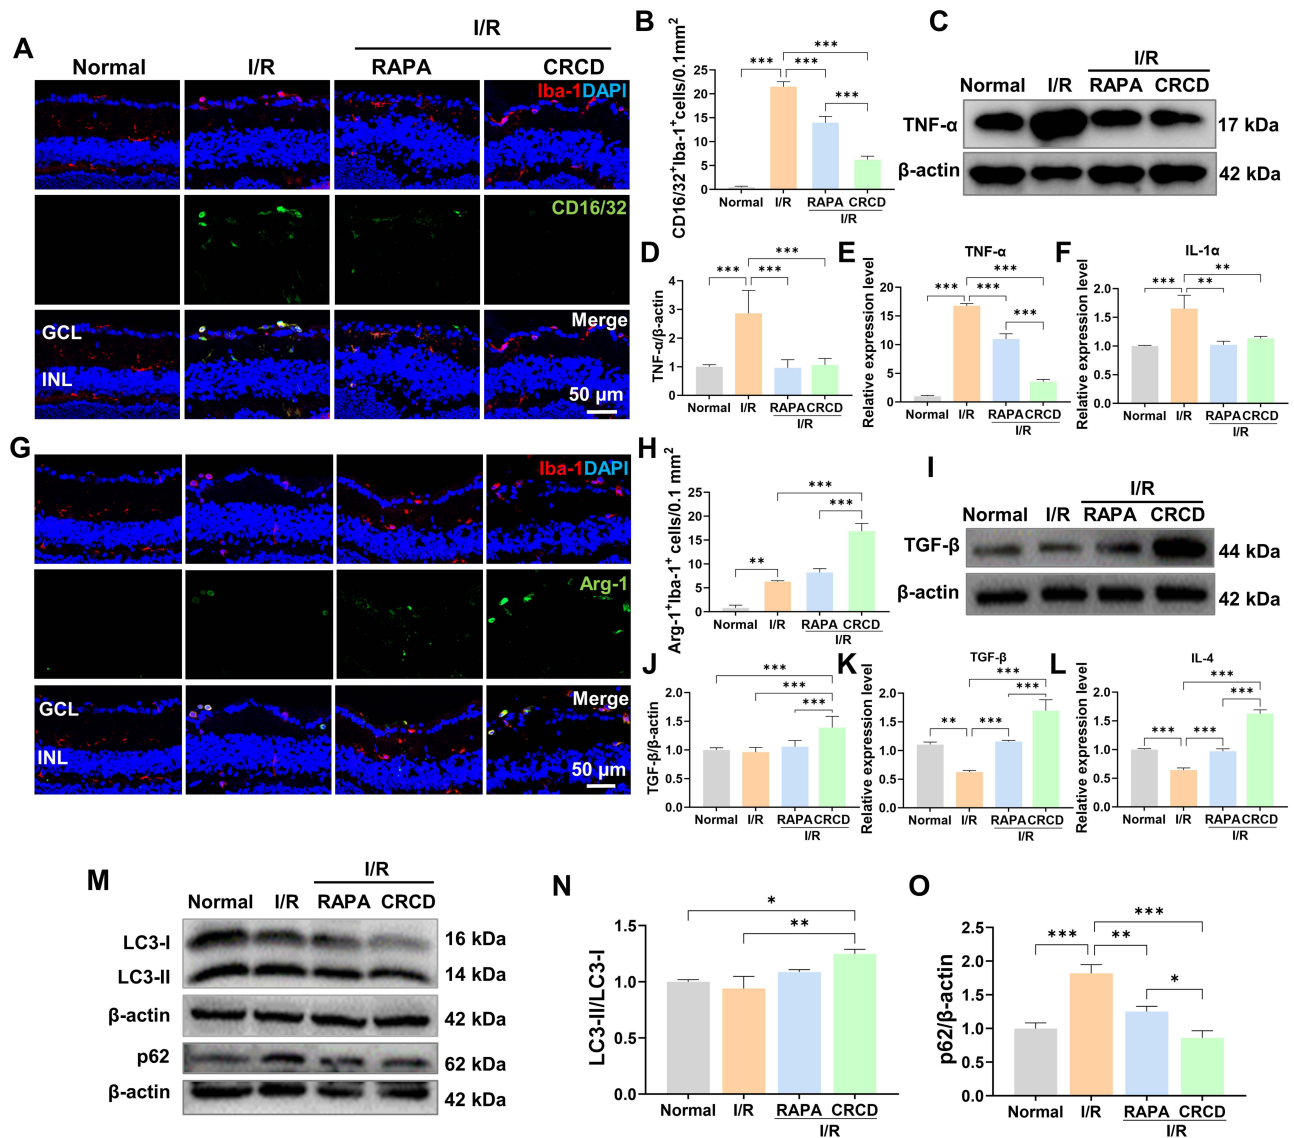 A
I/R
Normal
I/R
RAPA
CRCD
Iba-1DAPI
CD16/32
GCL
INL
Merge
50 μm
B
CD16/32⁺Iba-1⁺cells/0.1mm²
25
20
15
10
5
0
***
***
***
***
Normal
I/R
RAPA
CRCD
I/R
C
I/R
Normal
I/R
RAPA
CRCD
TNF-α
17 kDa
β-actin
42 kDa
D
TNF-α/β-actin
4
3
2
1
0
***
***
***
Normal
I/R
RAPA
CRCD
I/R
E
TNF-α
Relative expression level
20
15
10
5
0
***
***
***
***
Normal
I/R
RAPA
CRCD
I/R
F
IL-1α
Relative expression level
2.0
1.5
1.0
0.5
0.0
**
***
**
Normal
I/R
RAPA
CRCD
I/R
G
Iba-1DAPI
Arg-1
GCL
INL
Merge
50 μm
H
Arg-1⁺Iba-1⁺ cells/0.1 mm²
25
20
15
10
5
0
***
***
**
Normal
I/R
RAPA
CRCD
I/R
I
I/R
Normal
I/R
RAPA
CRCD
TGF-β
44 kDa
β-actin
42 kDa
J
TGF-β/β-actin
2.0
1.5
1.0
0.5
0.0
***
***
***
Normal
I/R
RAPA
CRCD
I/R
K
TGF-β
Relative expression level
2.0
1.5
1.0
0.5
0.0
***
***
**
***
Normal
I/R
RAPA
CRCD
I/R
L
IL-4
Relative expression level
2.0
1.5
1.0
0.5
0.0
***
***
***
***
Normal
I/R
RAPA
CRCD
I/R
M
I/R
Normal
I/R
RAPA
CRCD
LC3-I
16 kDa
LC3-II
14 kDa
β-actin
42 kDa
p62
62 kDa
β-actin
42 kDa
N
LC3-II/LC3-I
1.5
1.0
0.5
0.0
*
**
Normal
I/R
RAPA
CRCD
I/R
O
p62/β-actin
2.5
2.0
1.5
1.0
0.5
0.0
***
***
**
*
Normal
I/R
RAPA
CRCD
I/R